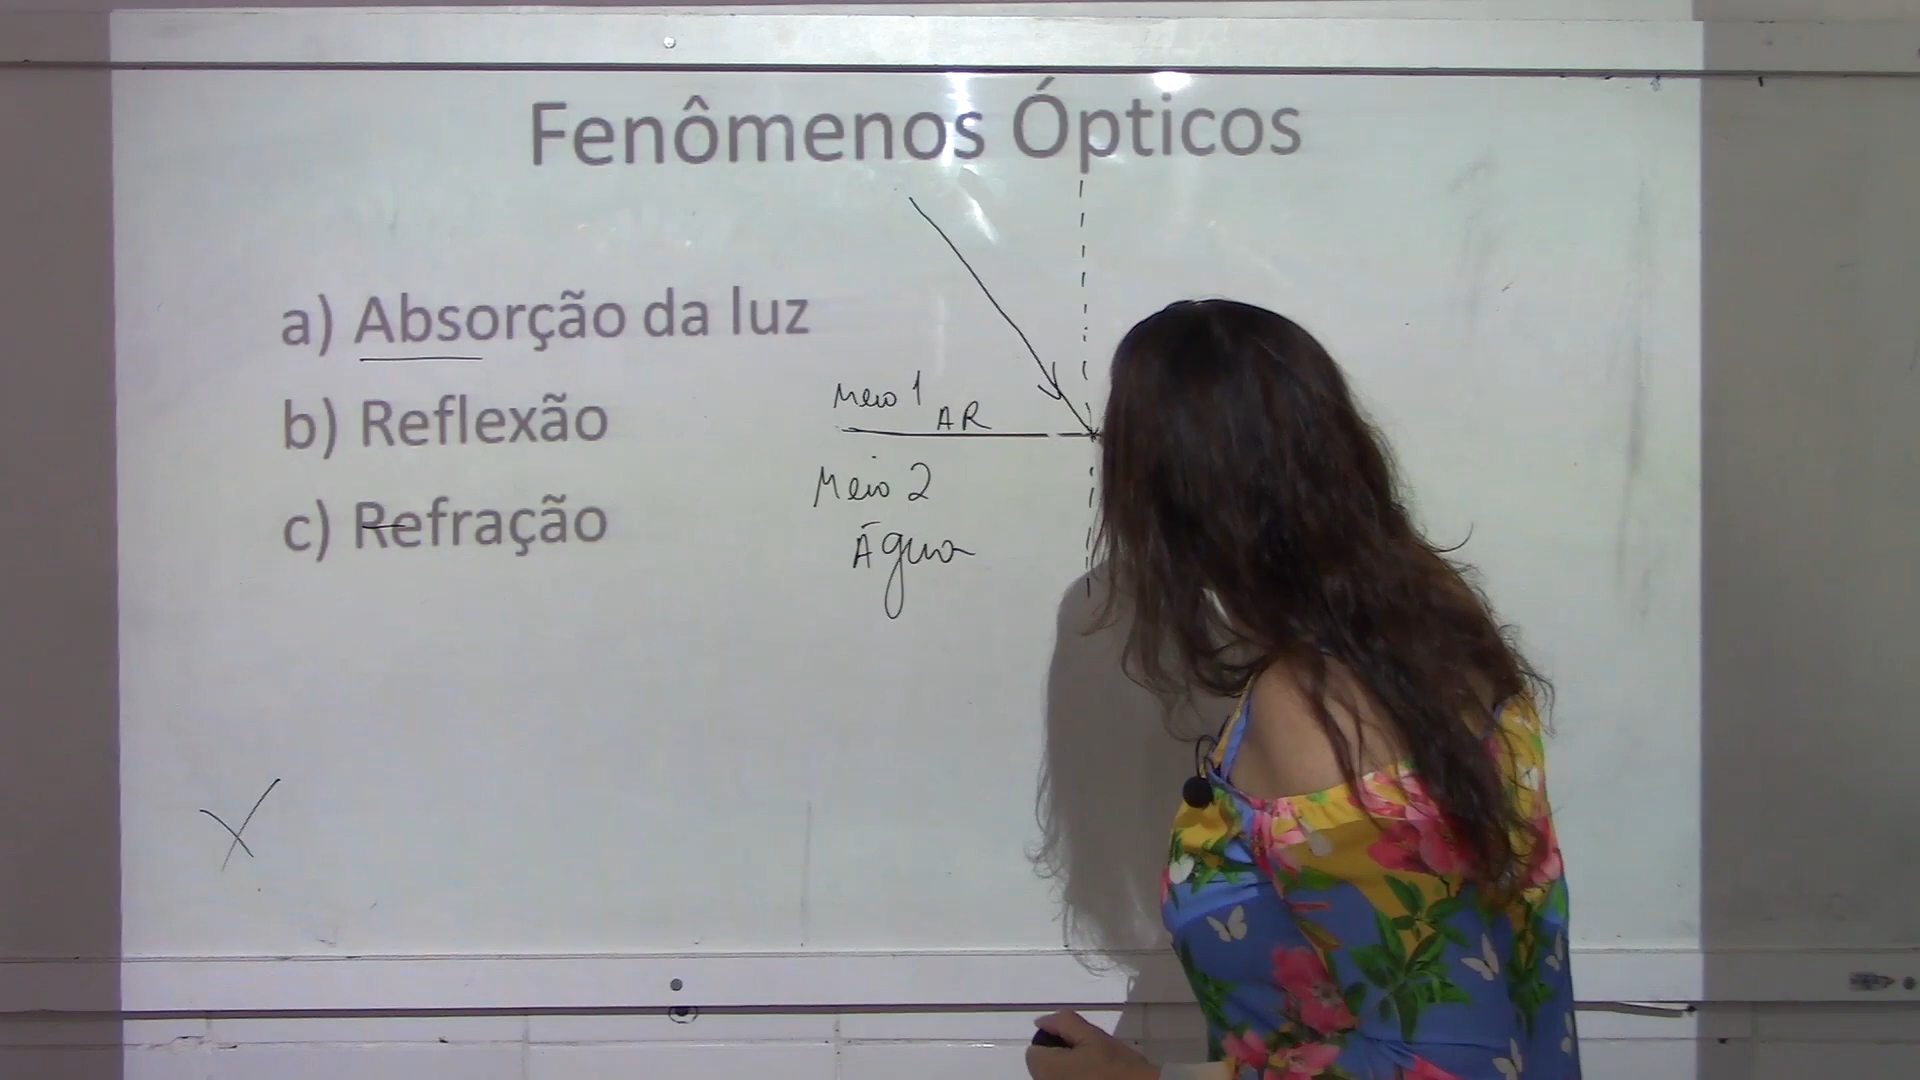 Fenômenos Ópticos
a) Absorção da luz
b) Reflexão
c) Refração
Meio 1
AR
Meio 2
Água